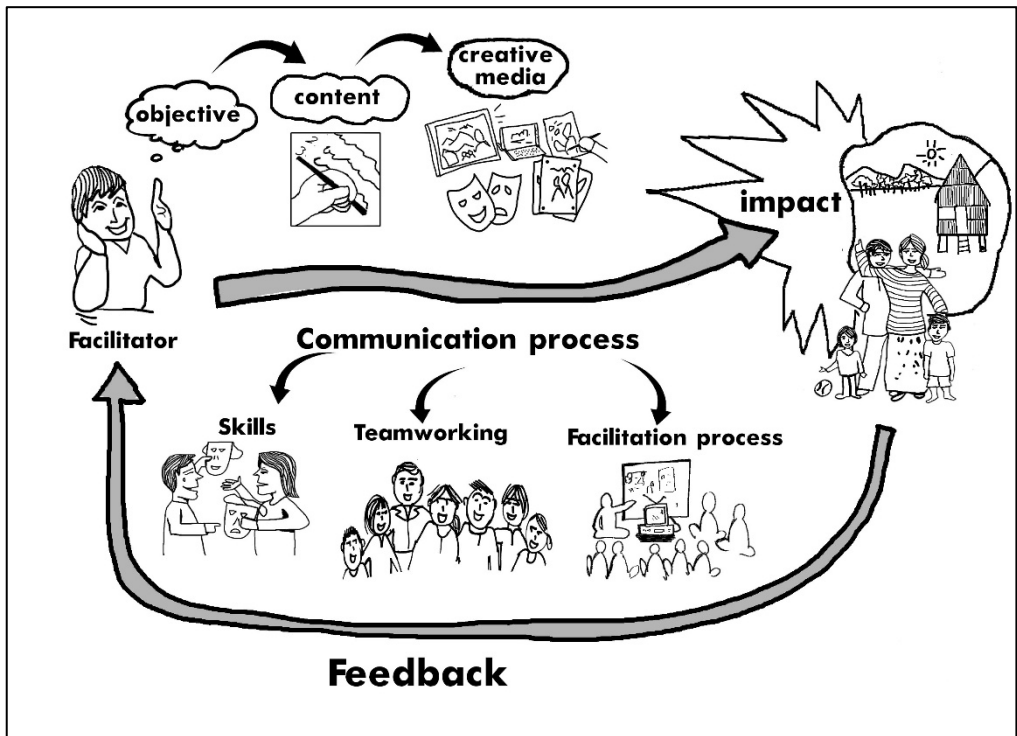 objective
content
creative
media
impact
Facilitator
Communication process
Skills
Teamworking
Facilitation process
Feedback